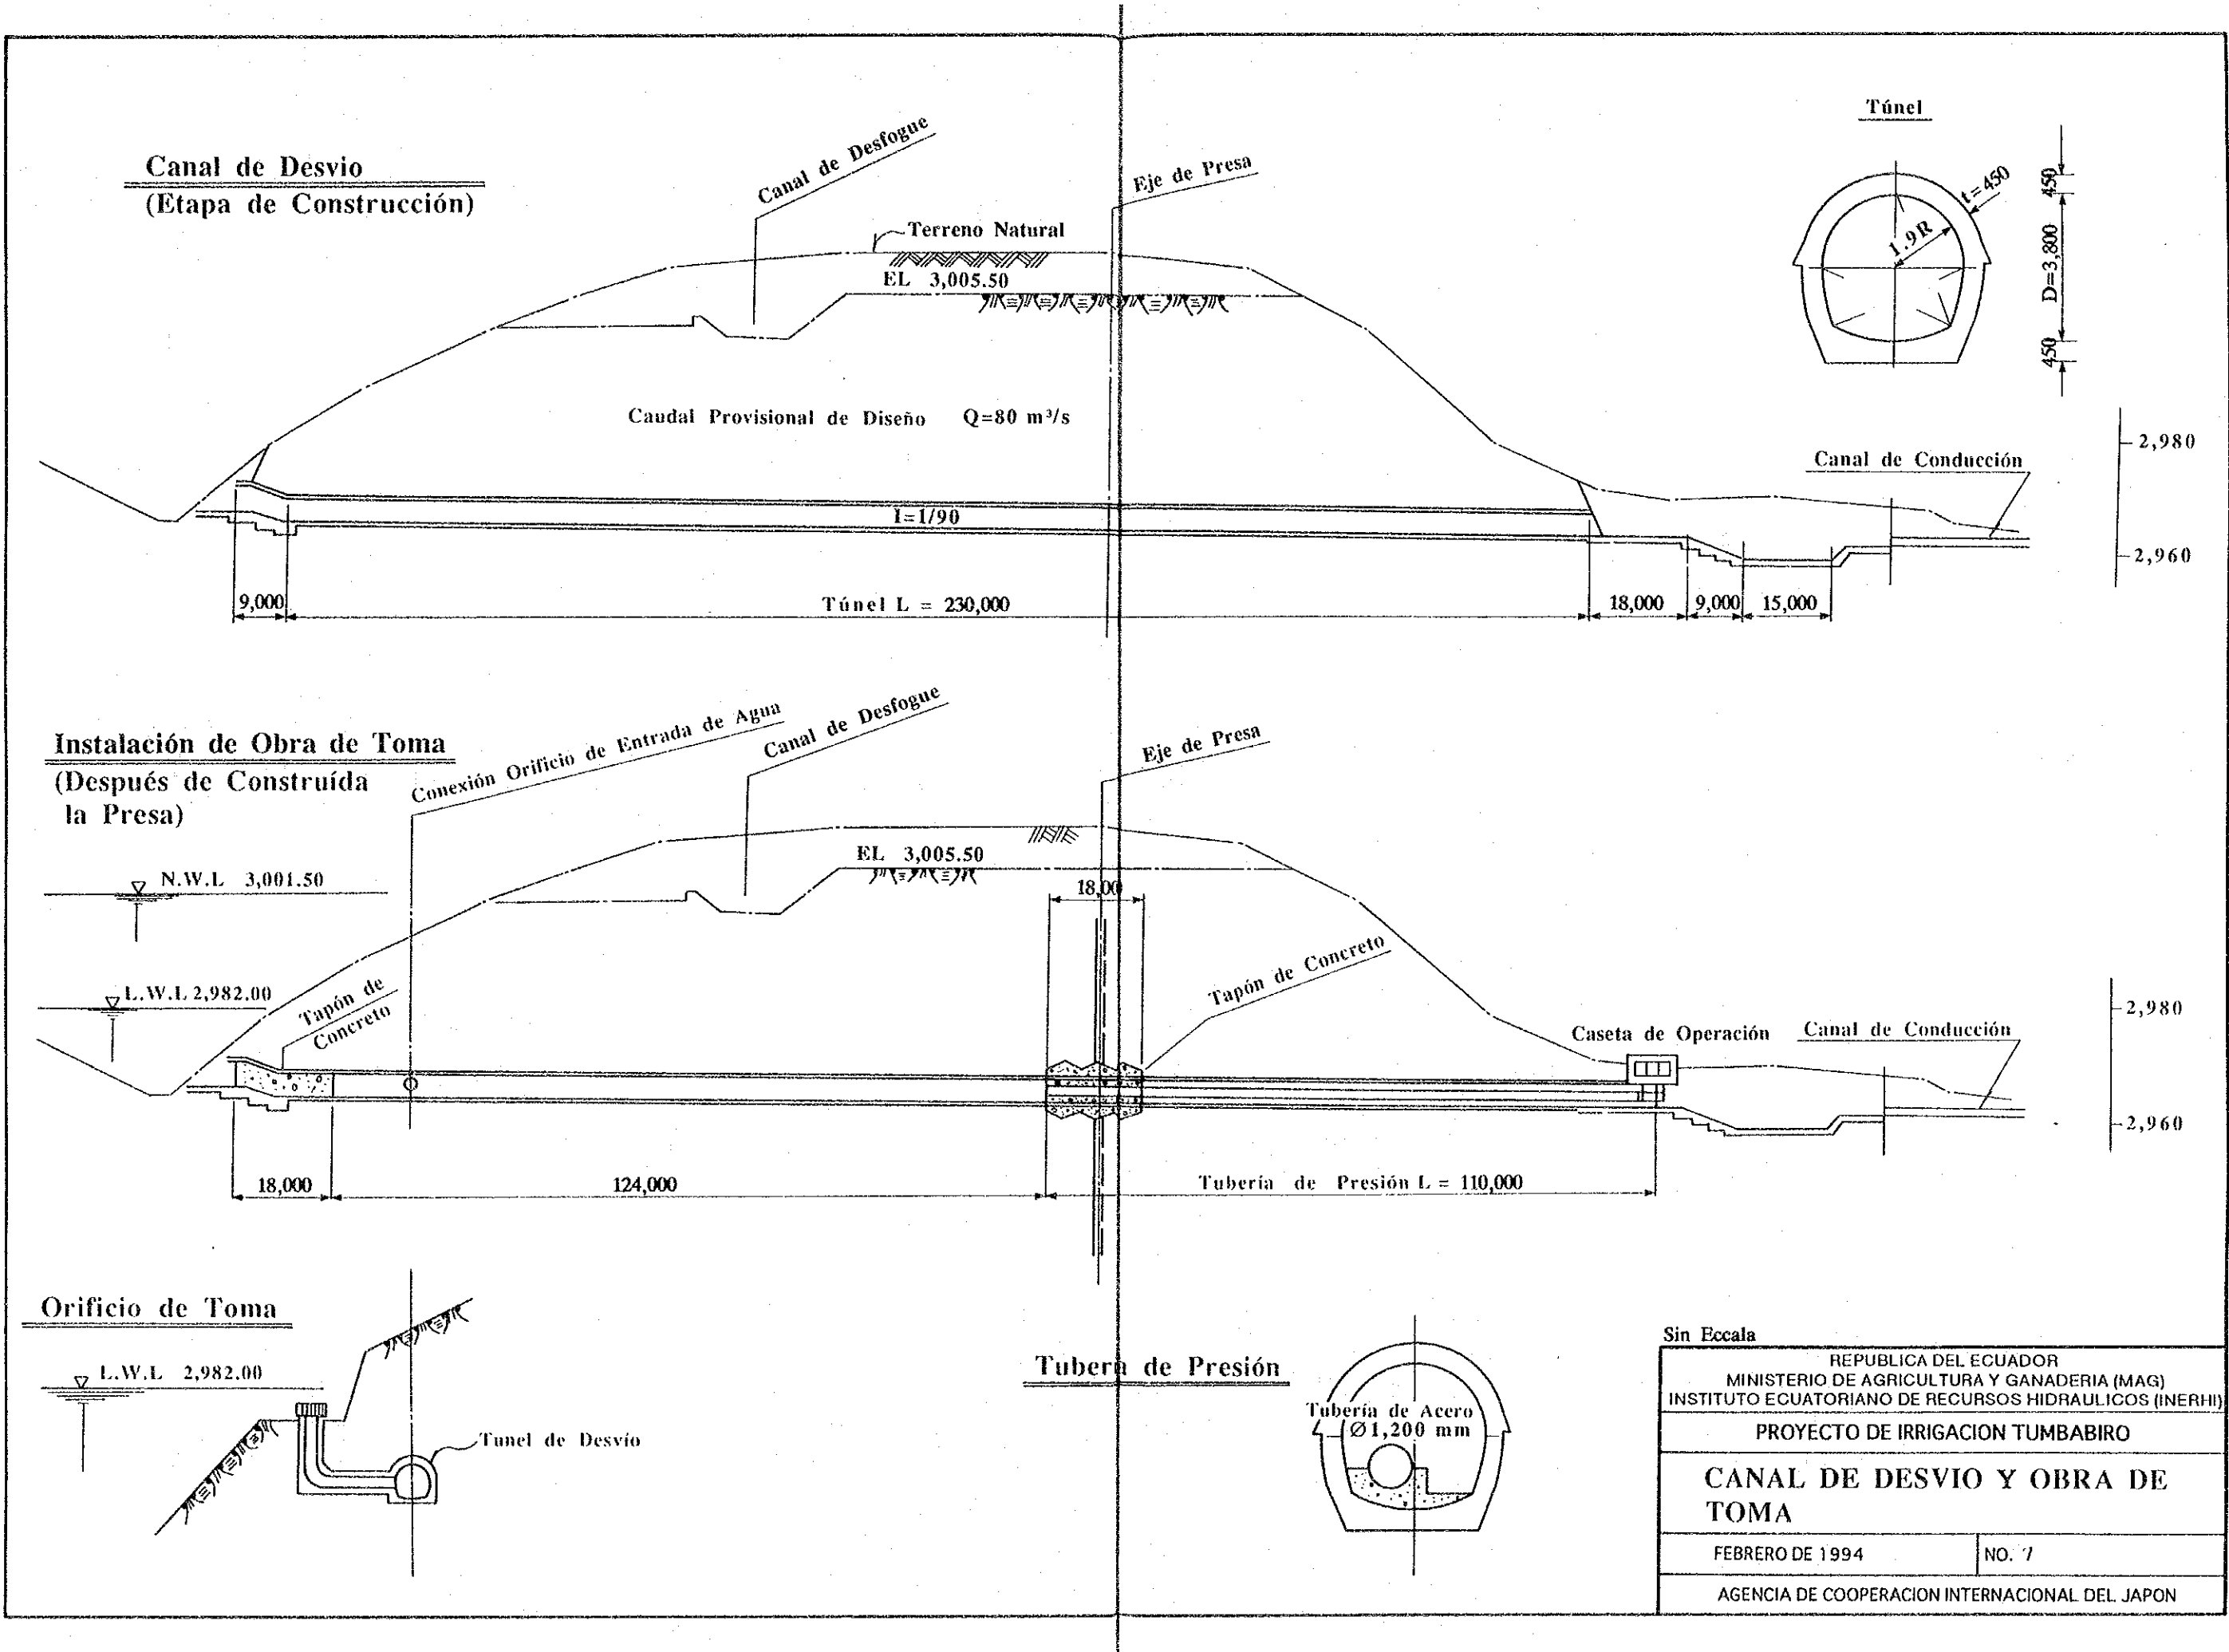 Canal de Desvio
(Etapa de Construcción)
Canal de Desfogue
Eje de Presa
Terreno Natural
EL 3,005.50
Caudal Provisional de Diseño Q=80 m³/s
I=1/90
9,000
Túnel L = 230,000
18,000
9,000
15,000
Canal de Conducción
2,980
2,960
Túnel
t=450
1.9R
450
D=3,800
450
Instalación de Obra de Toma
(Después de Construída
la Presa)
Conexión Orificio de Entrada de Agua
Canal de Desfogue
Eje de Presa
EL 3,005.50
N.W.L 3,001.50
18,00
L.W.L 2,982.00
Tapón de
Concreto
Tapón de Concreto
Caseta de Operación
Canal de Conducción
2,980
2,960
18,000
124,000
Tubería de Presión L = 110,000
Orificio de Toma
L.W.L 2,982.00
Tunel de Desvío
Tubera de Presión
Tubería de Acero
Ø1,200 mm
Sin Eccala
REPUBLICA DEL ECUADOR
MINISTERIO DE AGRICULTURA Y GANADERIA (MAG)
INSTITUTO ECUATORIANO DE RECURSOS HIDRAULICOS (INERHI)
PROYECTO DE IRRIGACION TUMBABIRO
CANAL DE DESVIO Y OBRA DE
TOMA
FEBRERO DE 1994
NO. 7
AGENCIA DE COOPERACION INTERNACIONAL DEL JAPON